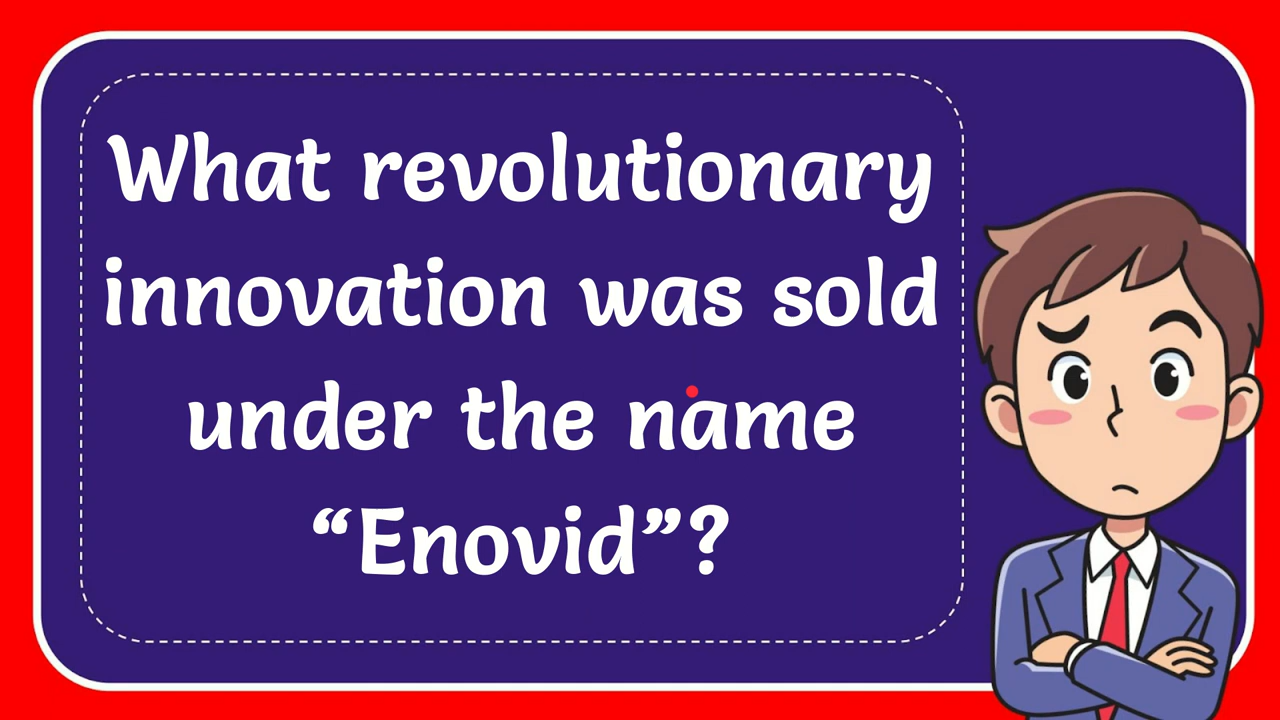 What revolutionary
innovation was sold
under the name
“Enovid”?